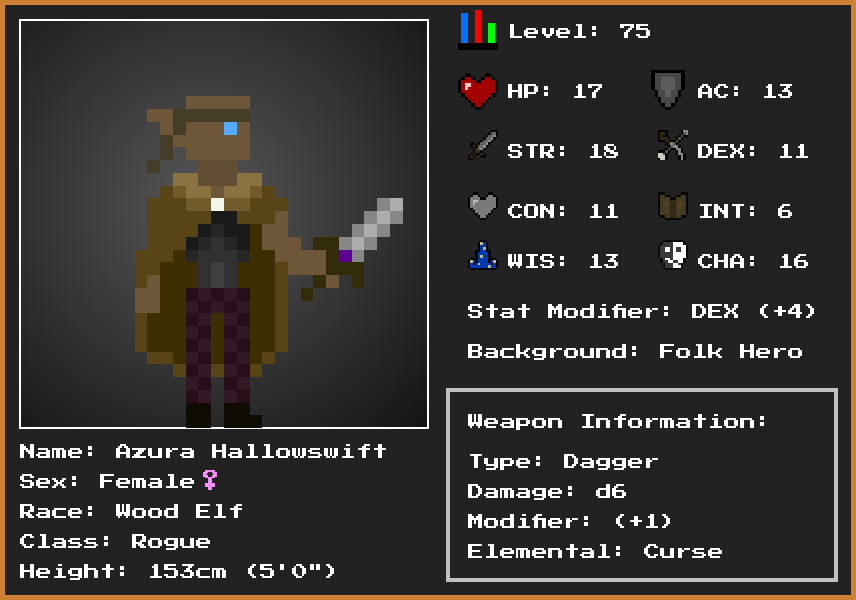 Level: 75
HP: 17
AC: 13
STR: 18
DEX: 11
CON: 11
INT: 6
WIS: 13
CHA: 16
Stat Modifier: DEX (+4)
Background: Folk Hero
Weapon Information:
Type: Dagger
Damage: d6
Modifier: (+1)
Elemental: Curse
Name: Azura Hallowswift
Sex: Female♀
Race: Wood Elf
Class: Rogue
Height: 153cm (5'0")